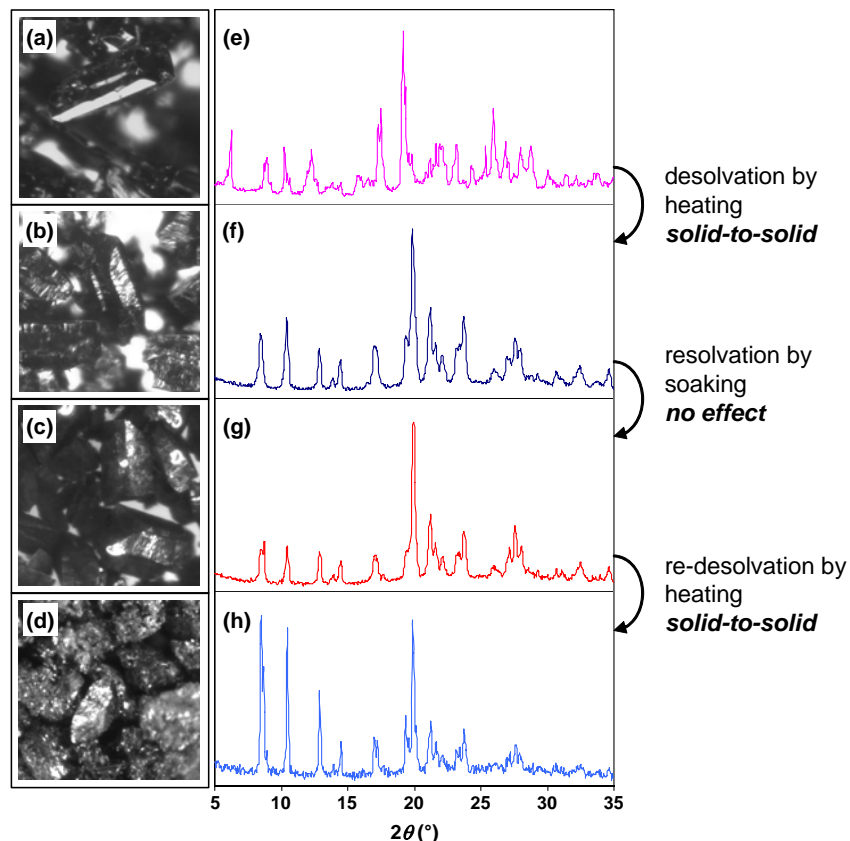 (a)
(e)
desolvation by
heating
solid-to-solid
(b)
(f)
resolvation by
soaking
no effect
(c)
(g)
re-desolvation by
heating
solid-to-solid
(d)
(h)
5 10 15 20 25 30 35
2θ (°)